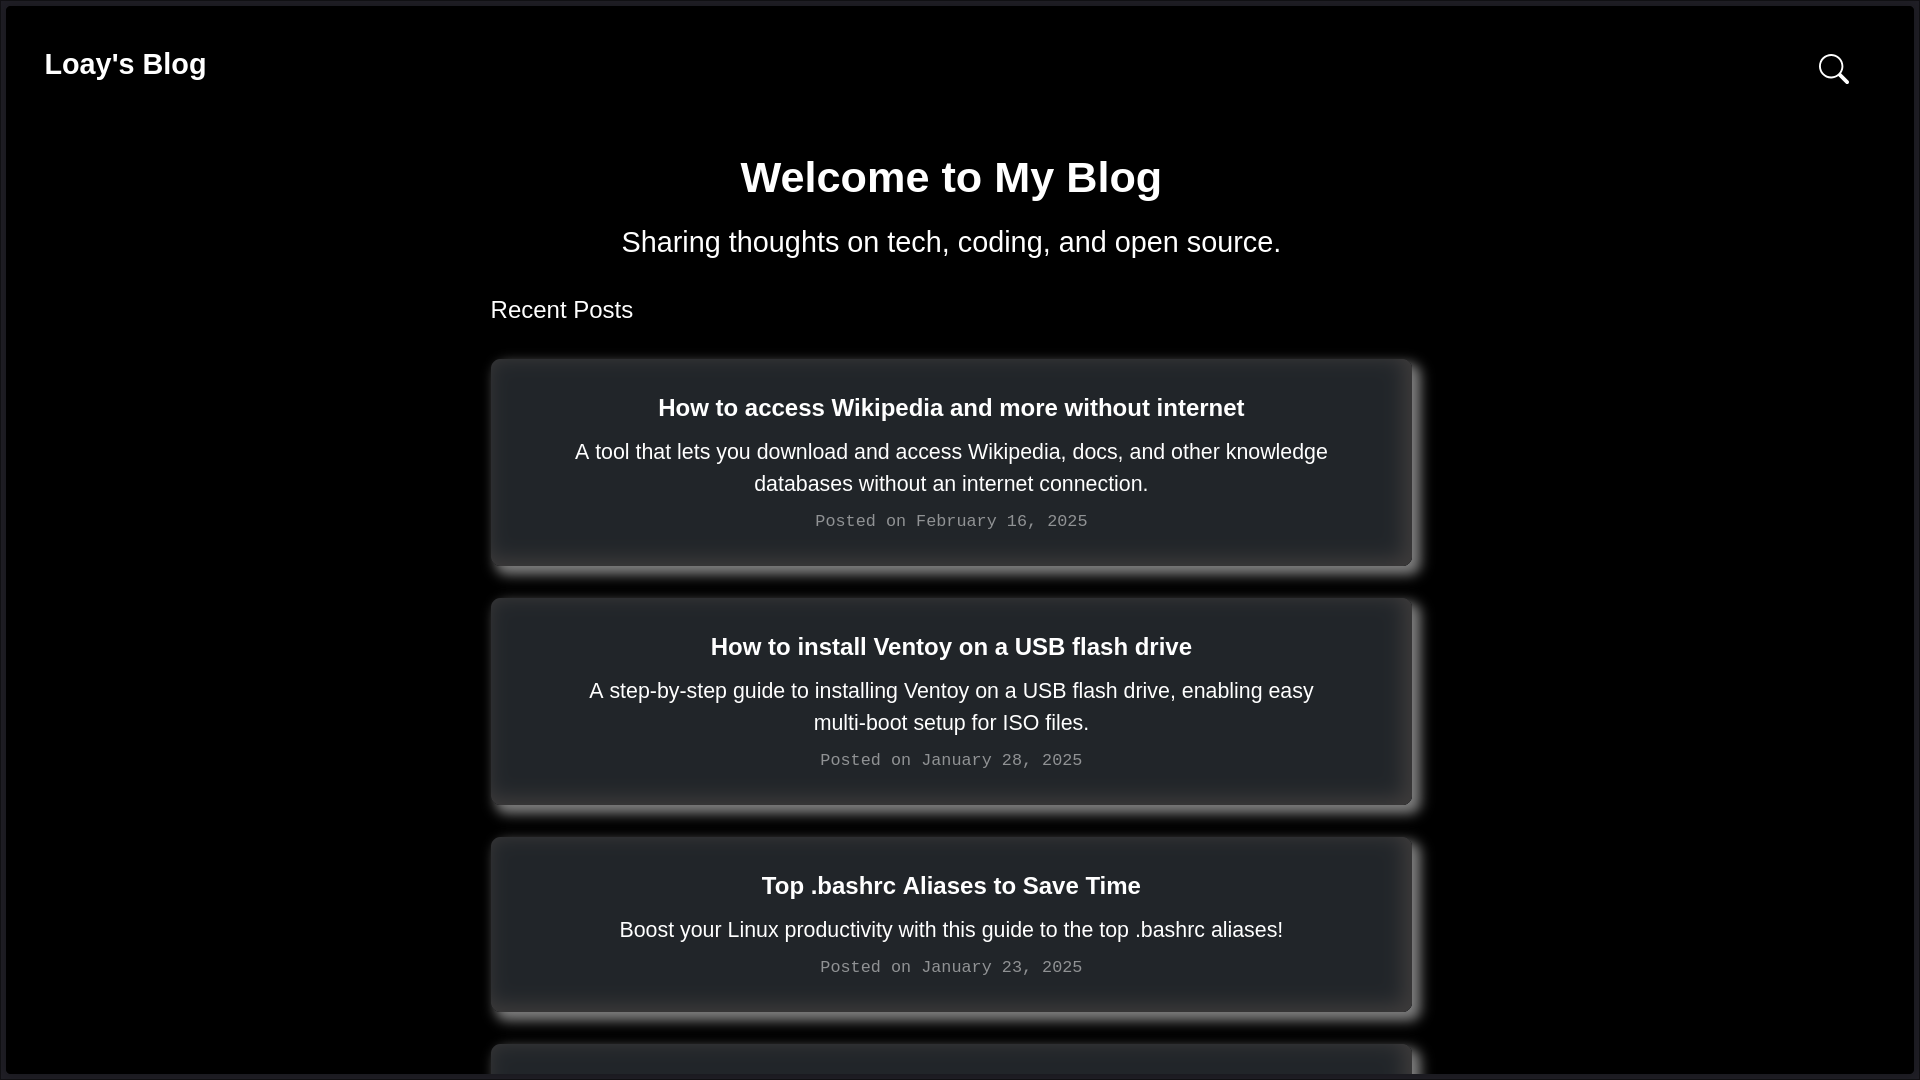 Loay's Blog
Welcome to My Blog
Sharing thoughts on tech, coding, and open source.
Recent Posts
How to access Wikipedia and more without internet
A tool that lets you download and access Wikipedia, docs, and other knowledge
databases without an internet connection.
Posted on February 16, 2025
How to install Ventoy on a USB flash drive
A step-by-step guide to installing Ventoy on a USB flash drive, enabling easy
multi-boot setup for ISO files.
Posted on January 28, 2025
Top .bashrc Aliases to Save Time
Boost your Linux productivity with this guide to the top .bashrc aliases!
Posted on January 23, 2025